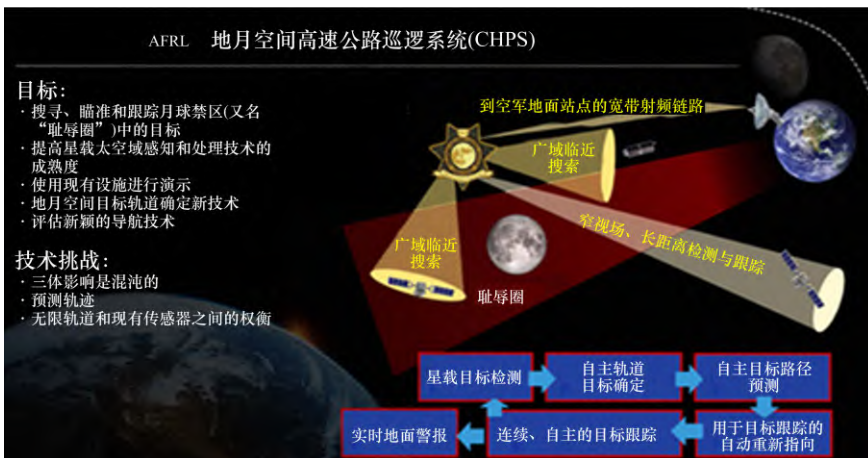 AFRL 地月空间高速公路巡逻系统(CHPS)
目标:
·搜寻、瞄准和跟踪月球禁区(又名
“耻辱圈”)中的目标
·提高星载太空域感知和处理技术的
成熟度
·使用现有设施进行演示
·地月空间目标轨道确定新技术
·评估新颖的导航技术
技术挑战:
·三体影响是混沌的
·预测轨迹
·无限轨道和现有传感器之间的权衡
到空军地面站点的宽带射频链路
广域临近
搜索
广域临近
搜索
窄视场、长距离检测与跟踪
耻辱圈
星载目标检测
自主轨道
目标确定
自主目标路径
预测
用于目标跟踪的
自动重新指向
连续、自主的目标跟踪
实时地面警报